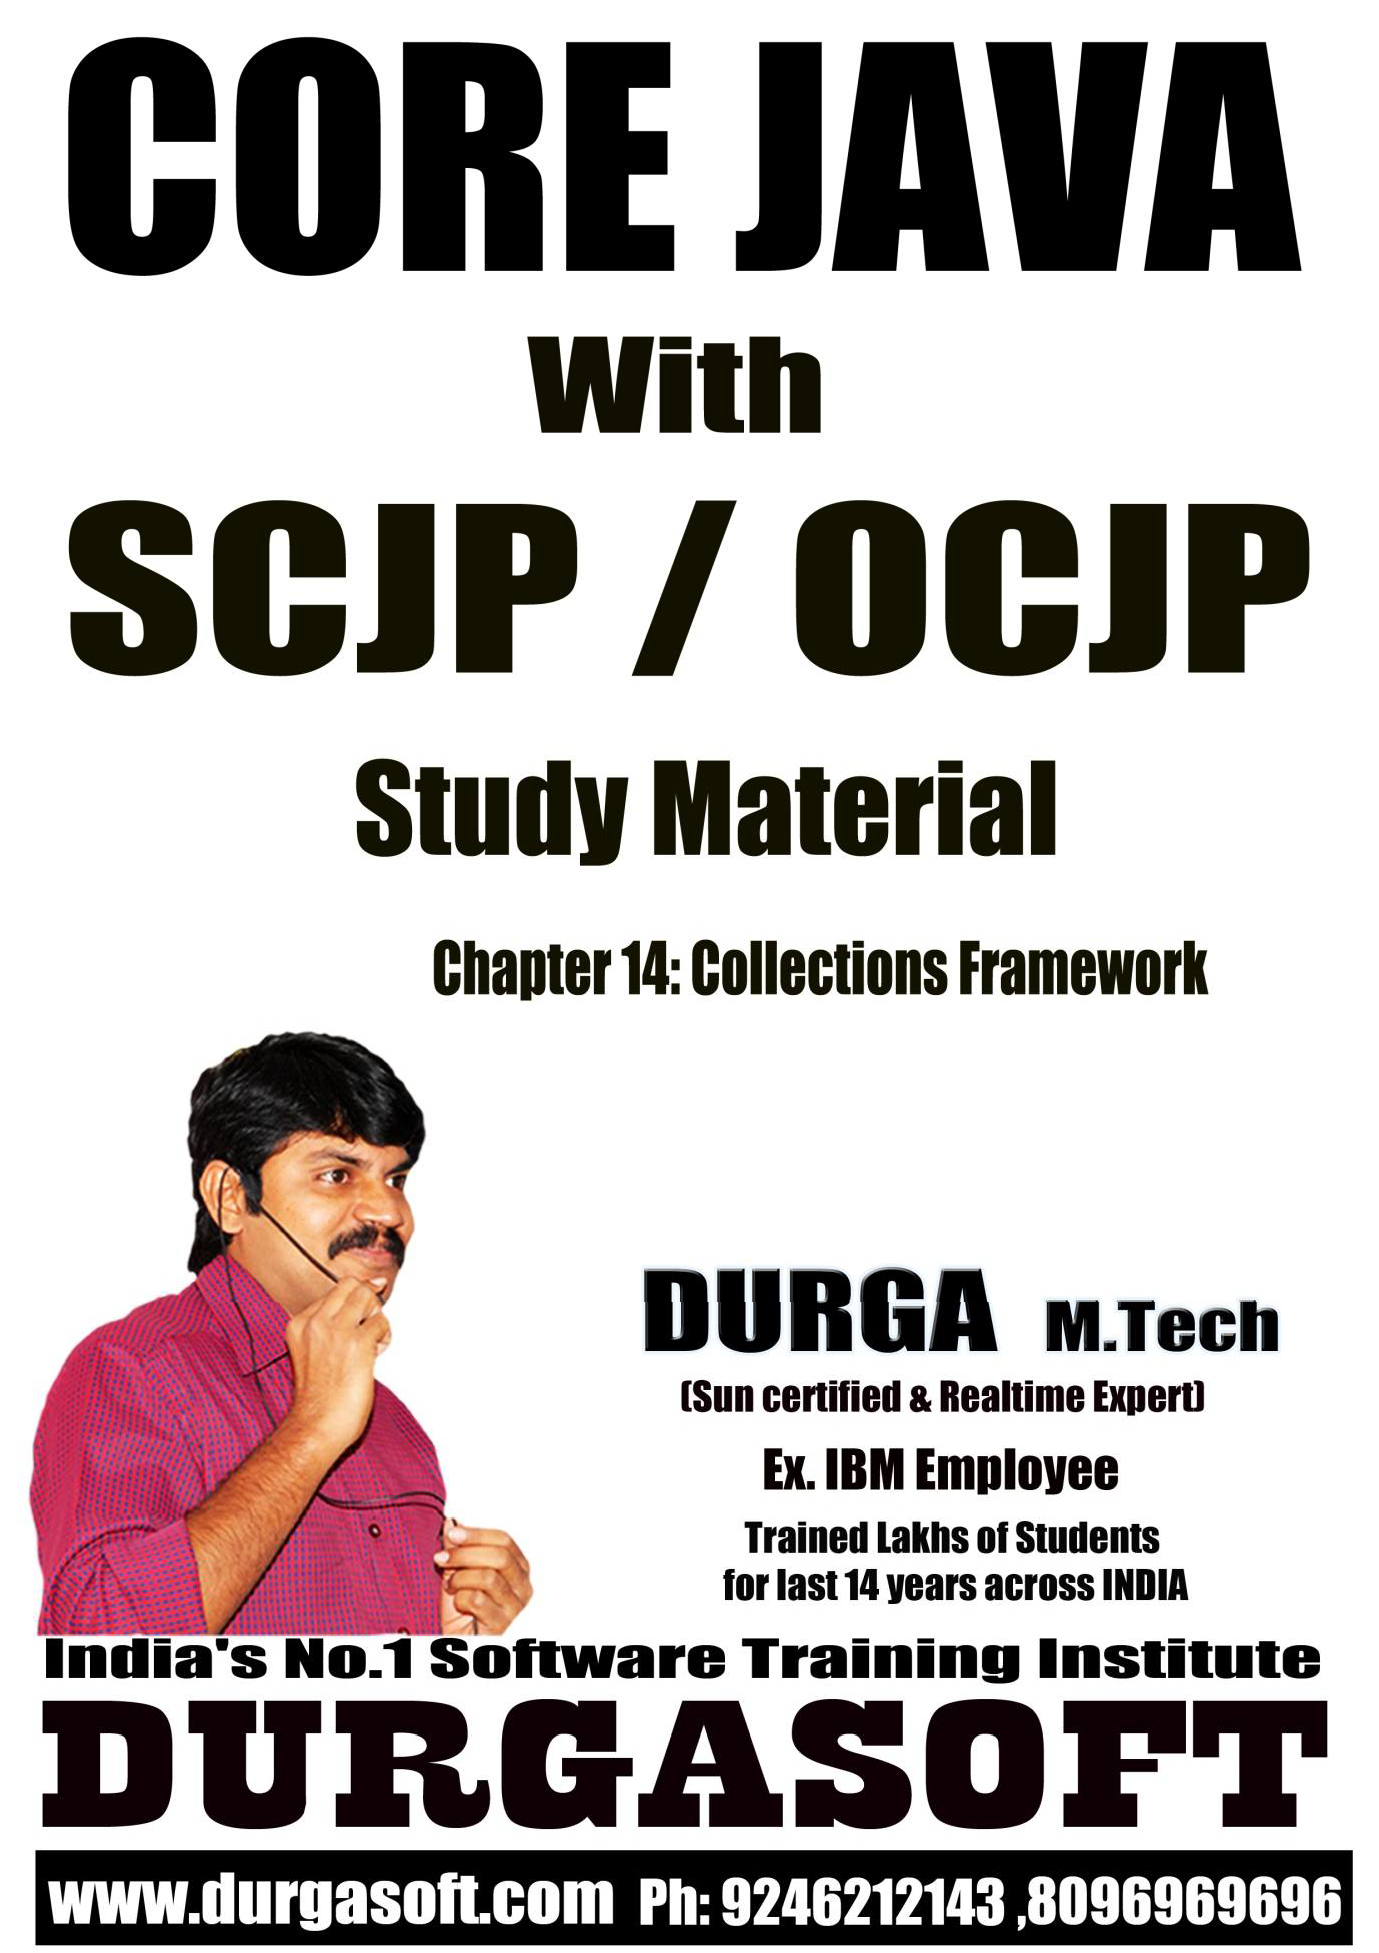 CORE JAVA
With
SCJP / OCJP
Study Material
Chapter 14: Collections Framework
DURGA M.Tech
(Sun certified & Realtime Expert)
Ex. IBM Employee
Trained Lakhs of Students
for last 14 years across INDIA
India's No.1 Software Training Institute
DURGASOFT
www.durgasoft.com Ph: 9246212143 ,8096969696